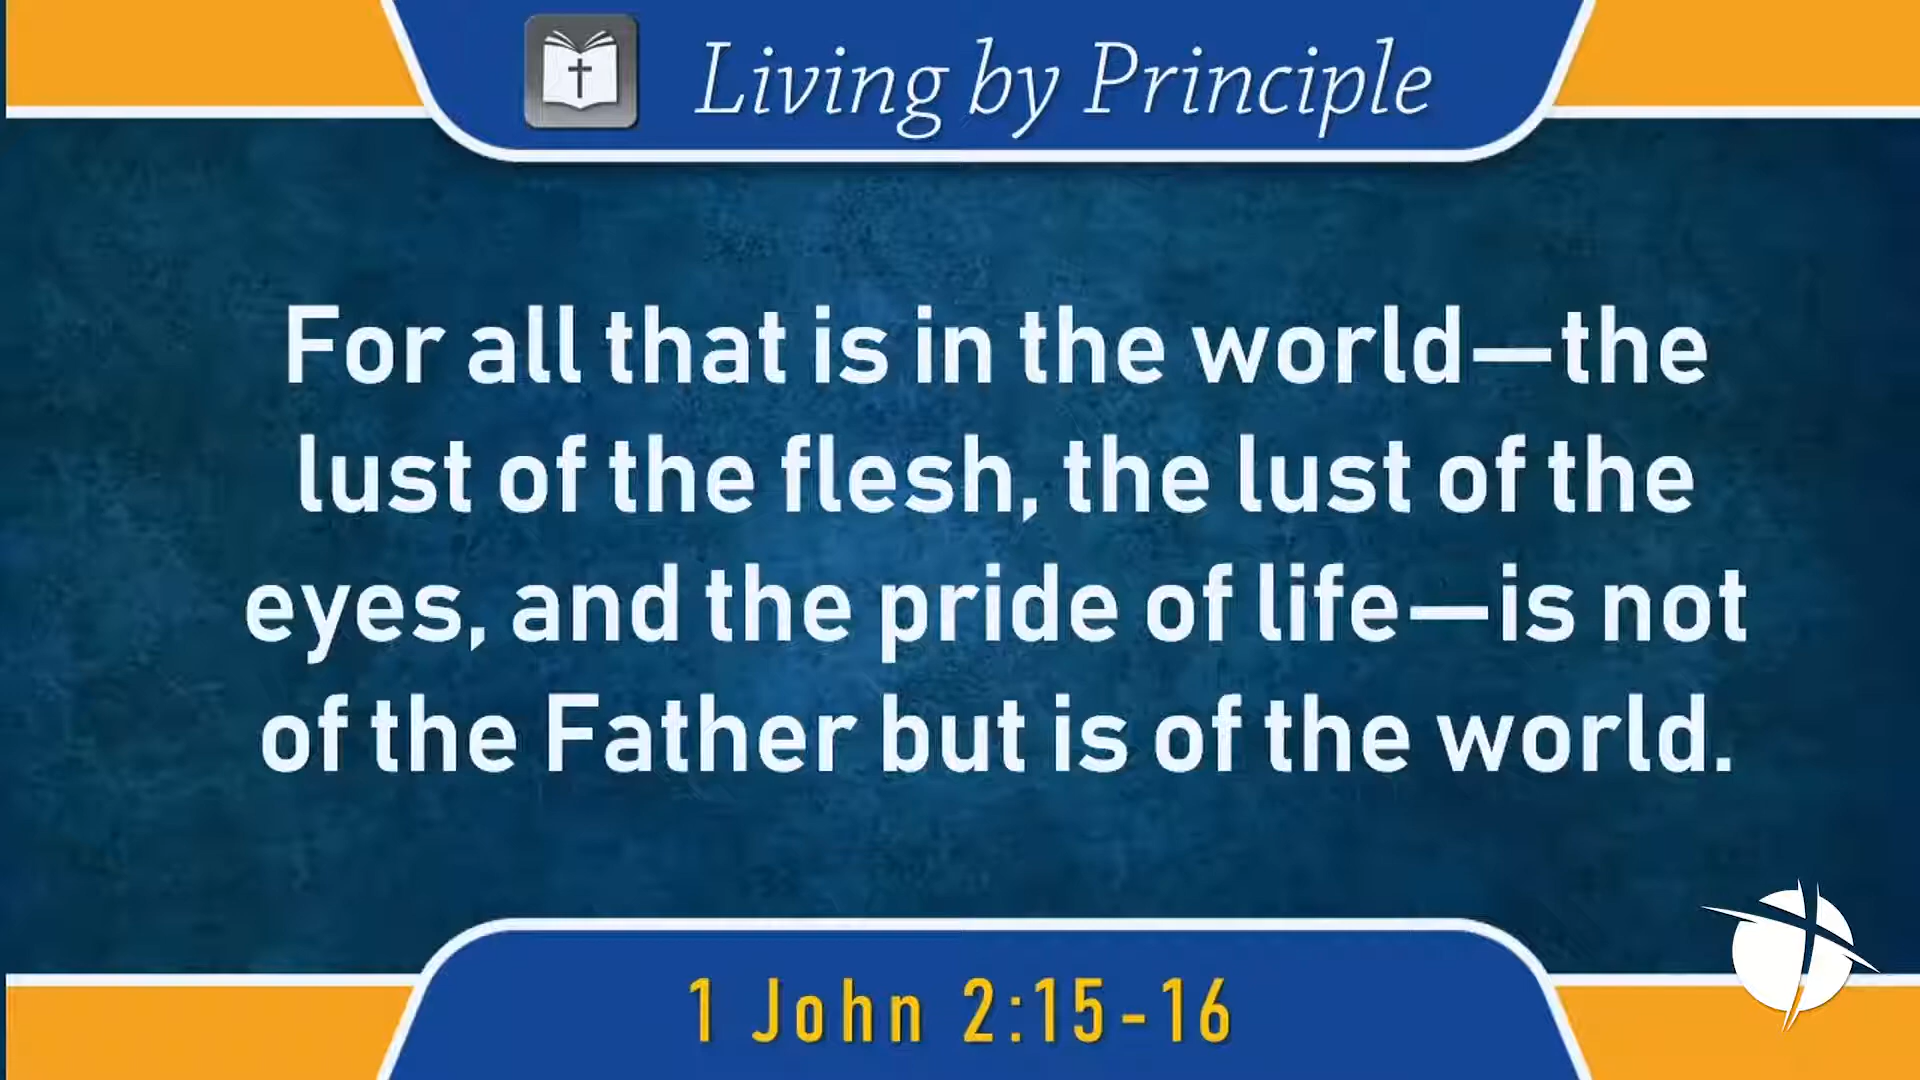 Living by Principle
For all that is in the world—the
lust of the flesh, the lust of the
eyes, and the pride of life—is not
of the Father but is of the world.
1 John 2:15-16